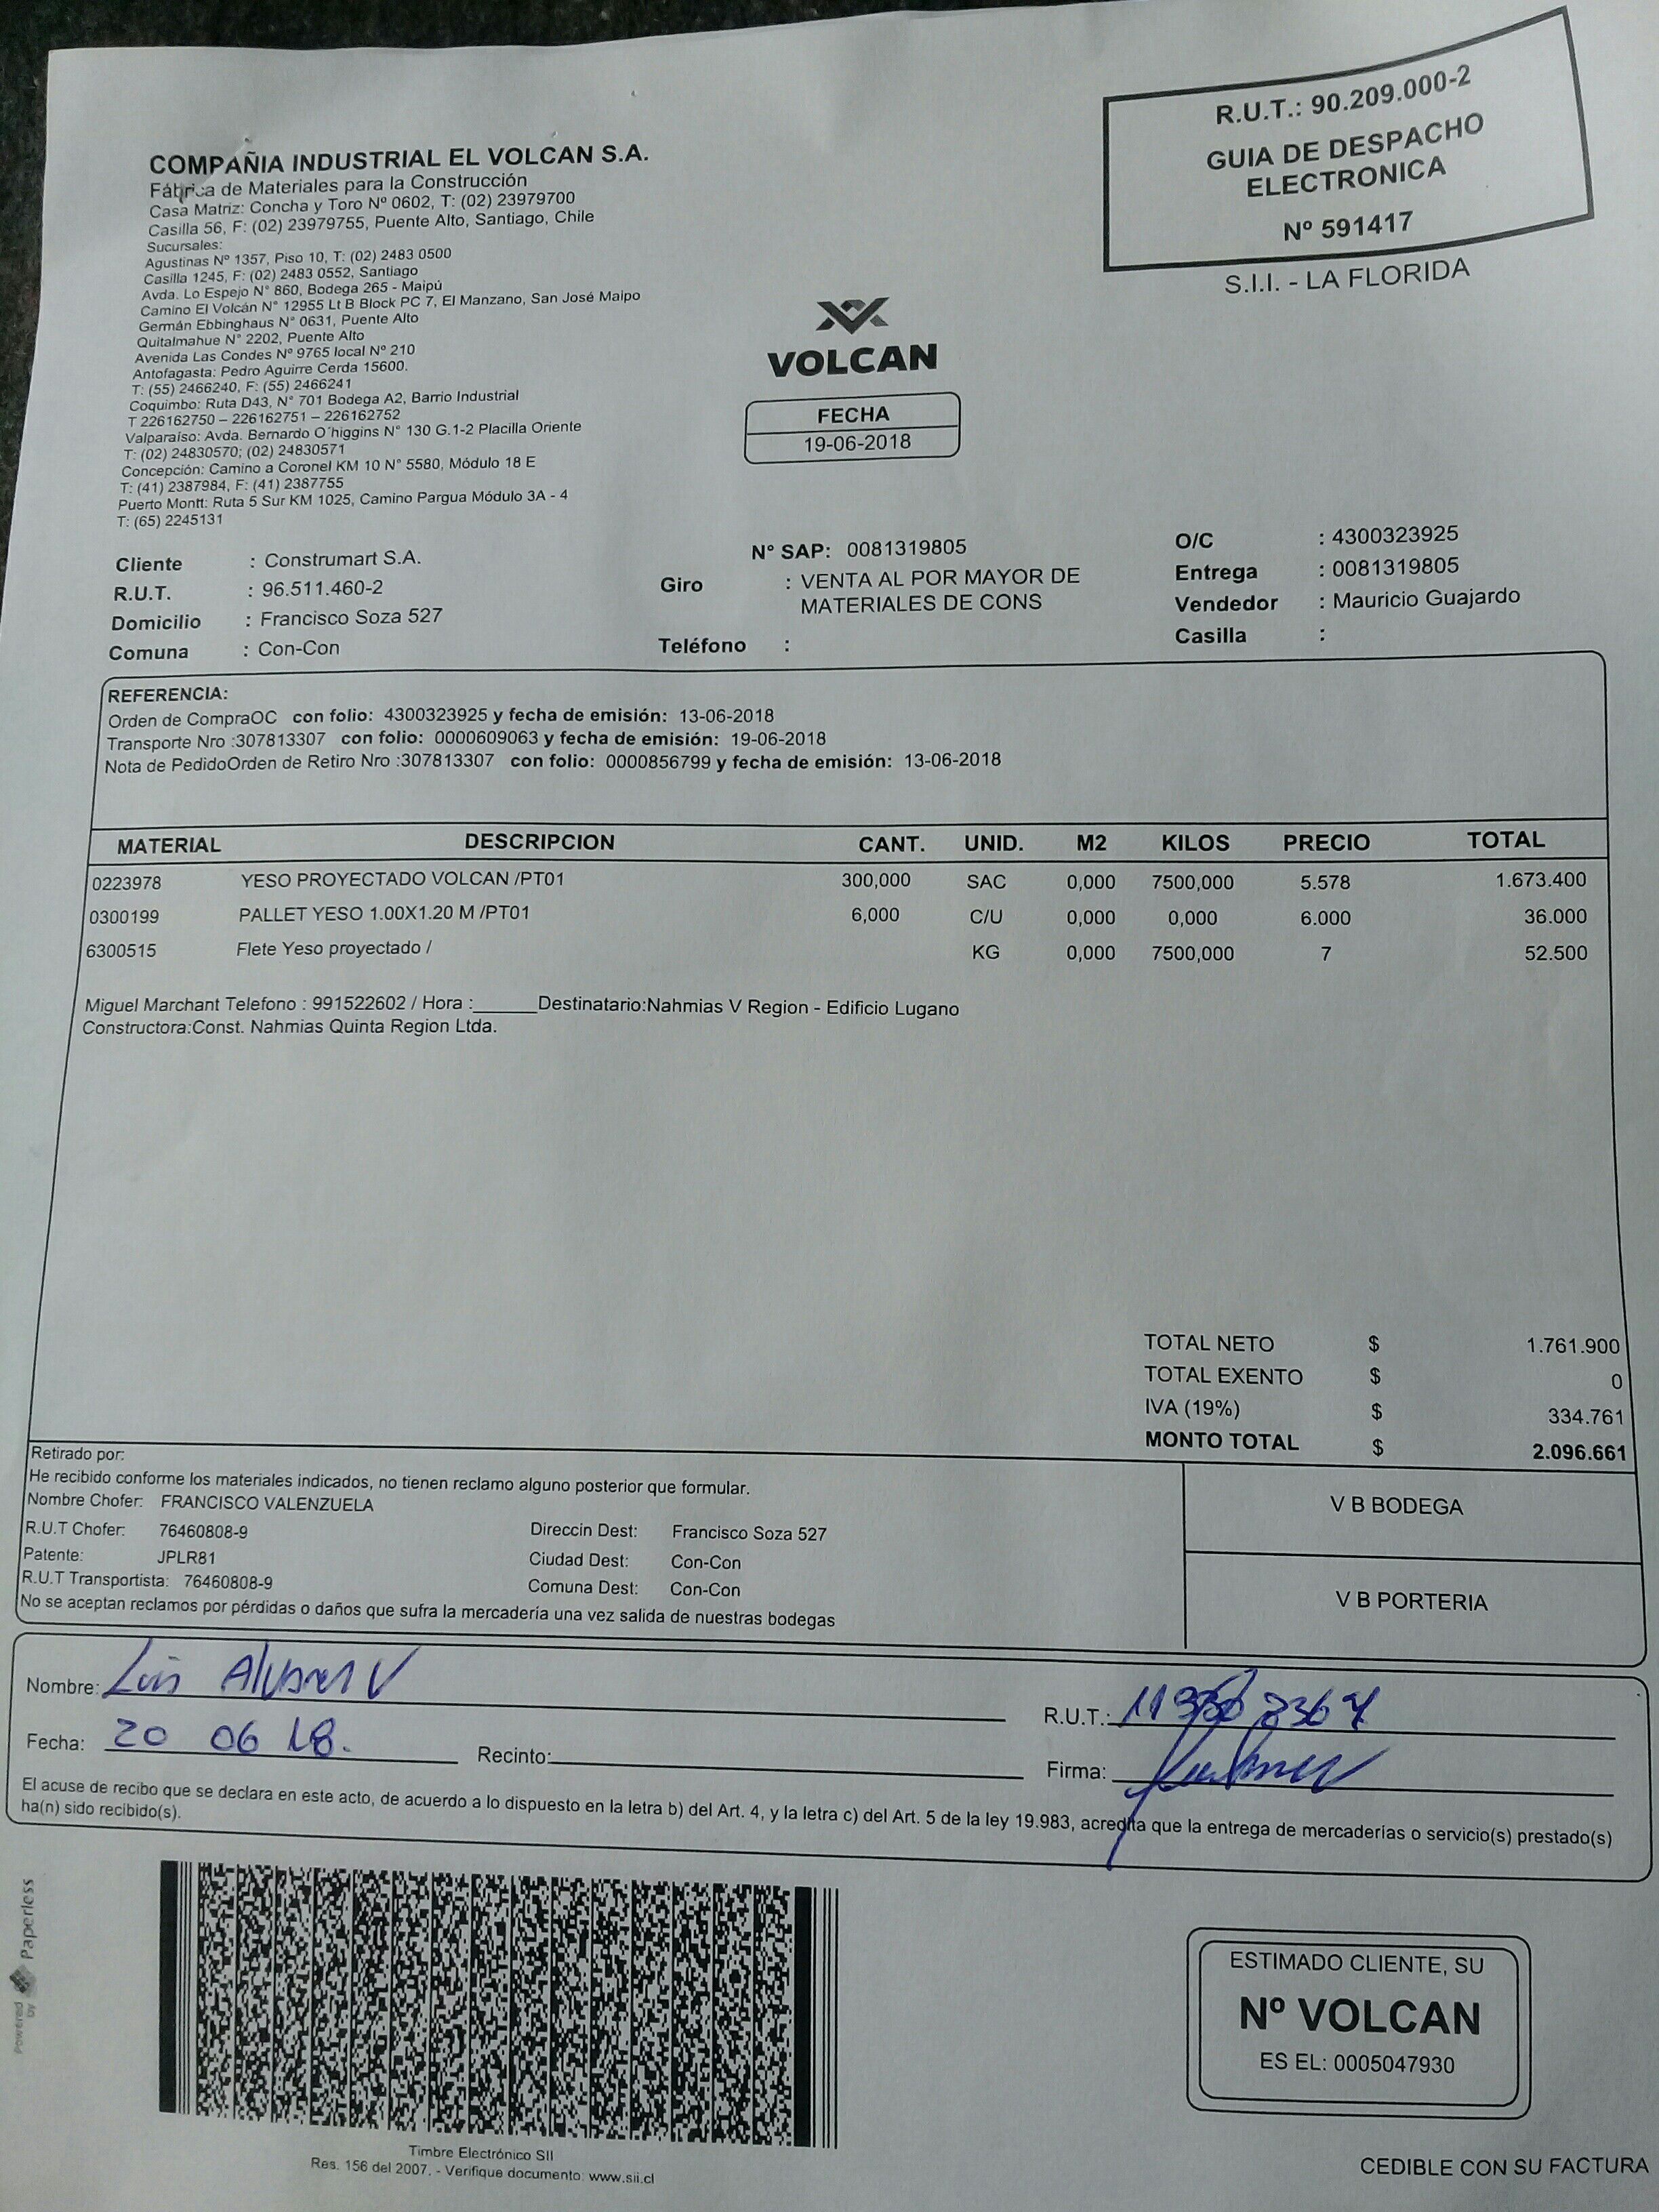 R.U.T.: 90.209.000-2
GUIA DE DESPACHO
ELECTRONICA
Nº 591417
S.I.I. - LA FLORIDA
COMPAÑIA INDUSTRIAL EL VOLCAN S.A.
Fábrica de Materiales para la Construcción
Casa Matriz: Concha y Toro Nº 0602, T: (02) 23979700
Casilla 56, F: (02) 23979755, Puente Alto, Santiago, Chile
Sucursales:
Agustinas Nº 1357, Piso 10, T: (02) 2483 0500
Casilla 1245, F: (02) 2483 0552, Santiago
Avda. Lo Espejo N° 860, Bodega 265 - Maipú
Camino El Volcán N° 12955 Lt B Block PC 7, El Manzano, San José Maipo
Germán Ebbinghaus N° 0631, Puente Alto
Quitalmahue N° 2202, Puente Alto
Avenida Las Condes Nº 9765 local Nº 210
Antofagasta: Pedro Aguirre Cerda 15600.
T: (55) 2466240, F: (55) 2466241
Coquimbo: Ruta D43, N° 701 Bodega A2, Barrio Industrial
T 226162750 – 226162751 – 226162752
Valparaíso: Avda. Bernardo O´higgins N° 130 G.1-2 Placilla Oriente
T: (02) 24830570; (02) 24830571
Concepción: Camino a Coronel KM 10 N° 5580, Módulo 18 E
T: (41) 2387984, F: (41) 2387755
Puerto Montt: Ruta 5 Sur KM 1025, Camino Pargua Módulo 3A - 4
T: (65) 2245131
VOLCAN
FECHA
19-06-2018
Cliente : Construmart S.A.
R.U.T. : 96.511.460-2
Domicilio : Francisco Soza 527
Comuna : Con-Con
N° SAP: 0081319805
Giro : VENTA AL POR MAYOR DE
MATERIALES DE CONS
Teléfono :
O/C : 4300323925
Entrega : 0081319805
Vendedor : Mauricio Guajardo
Casilla :
REFERENCIA:
Orden de CompraOC con folio: 4300323925 y fecha de emisión: 13-06-2018
Transporte Nro :307813307 con folio: 0000609063 y fecha de emisión: 19-06-2018
Nota de PedidoOrden de Retiro Nro :307813307 con folio: 0000856799 y fecha de emisión: 13-06-2018
MATERIAL DESCRIPCION CANT. UNID. M2 KILOS PRECIO TOTAL
0223978 YESO PROYECTADO VOLCAN /PT01 300,000 SAC 0,000 7500,000 5.578 1.673.400
0300199 PALLET YESO 1.00X1.20 M /PT01 6,000 C/U 0,000 0,000 6.000 36.000
6300515 Flete Yeso proyectado / KG 0,000 7500,000 7 52.500
Miguel Marchant Telefono : 991522602 / Hora :______Destinatario:Nahmias V Region - Edificio Lugano
Constructora:Const. Nahmias Quinta Region Ltda.
TOTAL NETO $ 1.761.900
TOTAL EXENTO $ 0
IVA (19%) $ 334.761
MONTO TOTAL $ 2.096.661
Retirado por:
He recibido conforme los materiales indicados, no tienen reclamo alguno posterior que formular.
Nombre Chofer: FRANCISCO VALENZUELA
R.U.T Chofer: 76460808-9 Direccin Dest: Francisco Soza 527
Patente: JPLR81 Ciudad Dest: Con-Con
R.U.T Transportista: 76460808-9 Comuna Dest: Con-Con
No se aceptan reclamos por pérdidas o daños que sufra la mercadería una vez salida de nuestras bodegas
V B BODEGA
V B PORTERIA
Nombre: Luis Alvarez V
R.U.T.:
Fecha: 20 06 18.
Recinto:
Firma:
El acuse de recibo que se declara en este acto, de acuerdo a lo dispuesto en la letra b) del Art. 4, y la letra c) del Art. 5 de la ley 19.983, acredita que la entrega de mercaderías o servicio(s) prestado(s)
ha(n) sido recibido(s).
Powered by Paperless
Timbre Electrónico SII
Res. 156 del 2007, - Verifique documento: www.sii.cl
ESTIMADO CLIENTE, SU
Nº VOLCAN
ES EL: 0005047930
CEDIBLE CON SU FACTURA